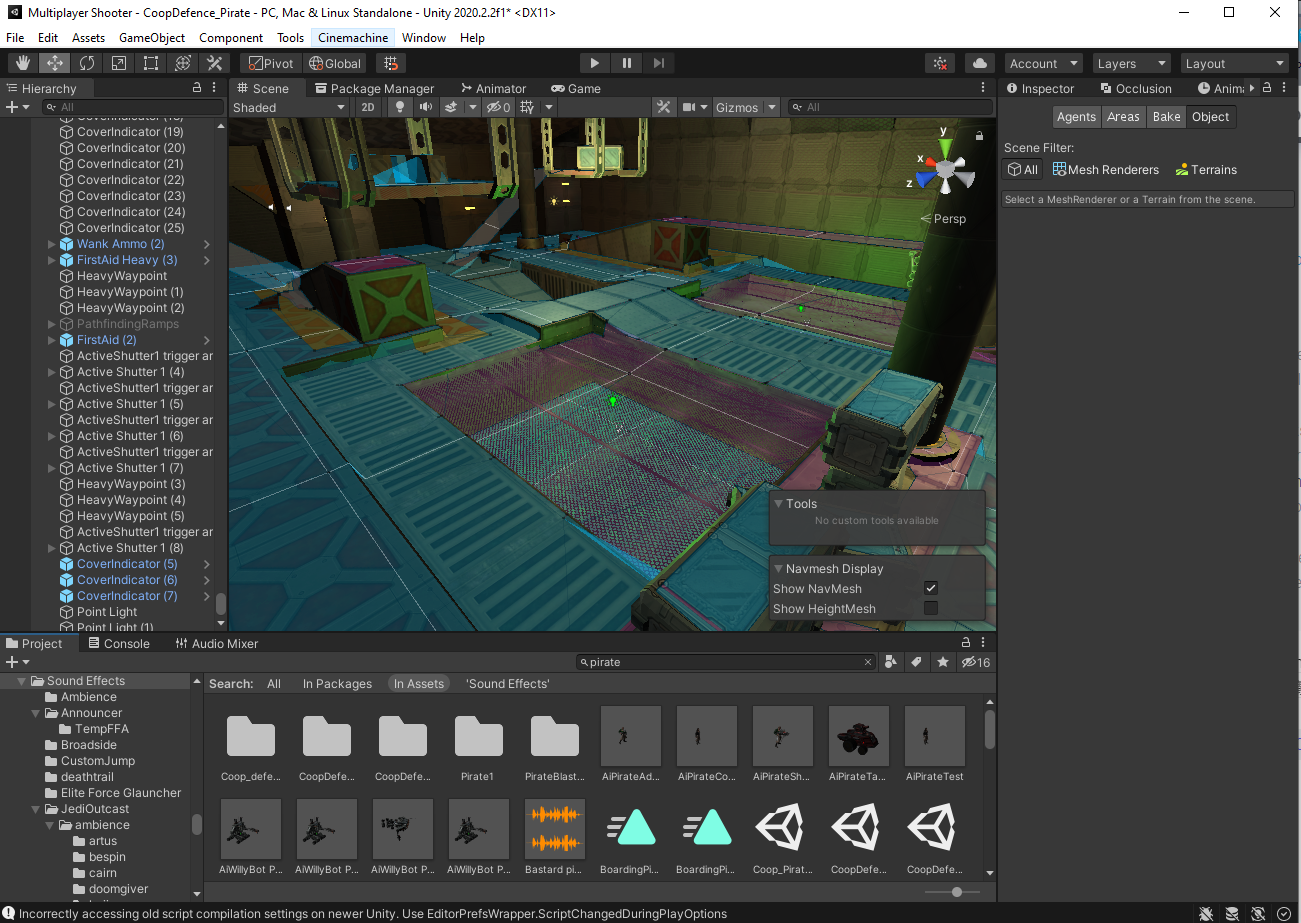 Multiplayer Shooter - CoopDefence_Pirate - PC, Mac & Linux Standalone - Unity 2020.2.2f1* <DX11>
File Edit Assets GameObject Component Tools Cinemachine Window Help
Pivot Global Account Layers Layout
Hierarchy
All
CoverIndicator (19)
CoverIndicator (20)
CoverIndicator (21)
CoverIndicator (22)
CoverIndicator (23)
CoverIndicator (24)
CoverIndicator (25)
Wank Ammo (2)
FirstAid Heavy (3)
HeavyWaypoint
HeavyWaypoint (1)
HeavyWaypoint (2)
PathfindingRamps
FirstAid (2)
ActiveShutter1 trigger ar
Active Shutter 1 (4)
ActiveShutter1 trigger ar
Active Shutter 1 (5)
ActiveShutter1 trigger ar
Active Shutter 1 (6)
ActiveShutter1 trigger ar
Active Shutter 1 (7)
HeavyWaypoint (3)
HeavyWaypoint (4)
HeavyWaypoint (5)
ActiveShutter1 trigger ar
Active Shutter 1 (8)
CoverIndicator (5)
CoverIndicator (6)
CoverIndicator (7)
Point Light
Point Light (1)
Scene Package Manager Animator Game
Shaded 2D 0 Gizmos All
y
x
z
Persp
Tools
No custom tools available
Navmesh Display
Show NavMesh
Show HeightMesh
Inspector Occlusion Anima
Agents Areas Bake Object
Scene Filter:
All Mesh Renderers Terrains
Select a MeshRenderer or a Terrain from the scene.
Project Console Audio Mixer
pirate 16
Sound Effects
Ambience
Announcer
TempFFA
Broadside
CustomJump
deathtrail
Elite Force Glauncher
JediOutcast
ambience
artus
bespin
cairn
doomgiver
Search: All In Packages In Assets 'Sound Effects'
Coop_defe... CoopDefe... CoopDefe... Pirate1 PirateBlast... AiPirateAd... AiPirateCo... AiPirateSh... AiPirateTa... AiPirateTest
AiWillyBot P... AiWillyBot P... AiWillyBot P... AiWillyBot P... Bastard pi... BoardingPi... BoardingPi... Coop_Pirat... CoopDefe... CoopDefe...
Incorrectly accessing old script compilation settings on newer Unity. Use EditorPrefsWrapper.ScriptChangedDuringPlayOptions